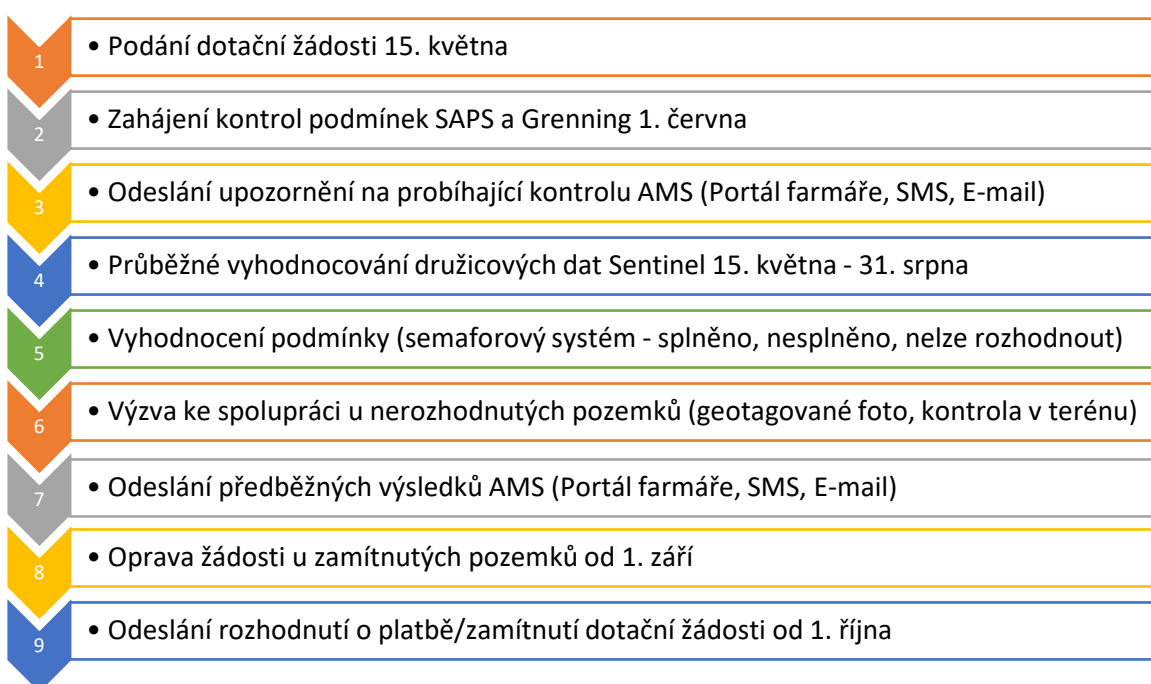 1 • Podání dotační žádosti 15. května
2 • Zahájení kontrol podmínek SAPS a Grenning 1. června
3 • Odeslání upozornění na probíhající kontrolu AMS (Portál farmáře, SMS, E-mail)
4 • Průběžné vyhodnocování družicových dat Sentinel 15. května - 31. srpna
5 • Vyhodnocení podmínky (semaforový systém - splněno, nesplněno, nelze rozhodnout)
6 • Výzva ke spolupráci u nerozhodnutých pozemků (geotagované foto, kontrola v terénu)
7 • Odeslání předběžných výsledků AMS (Portál farmáře, SMS, E-mail)
8 • Oprava žádosti u zamítnutých pozemků od 1. září
9 • Odeslání rozhodnutí o platbě/zamítnutí dotační žádosti od 1. října